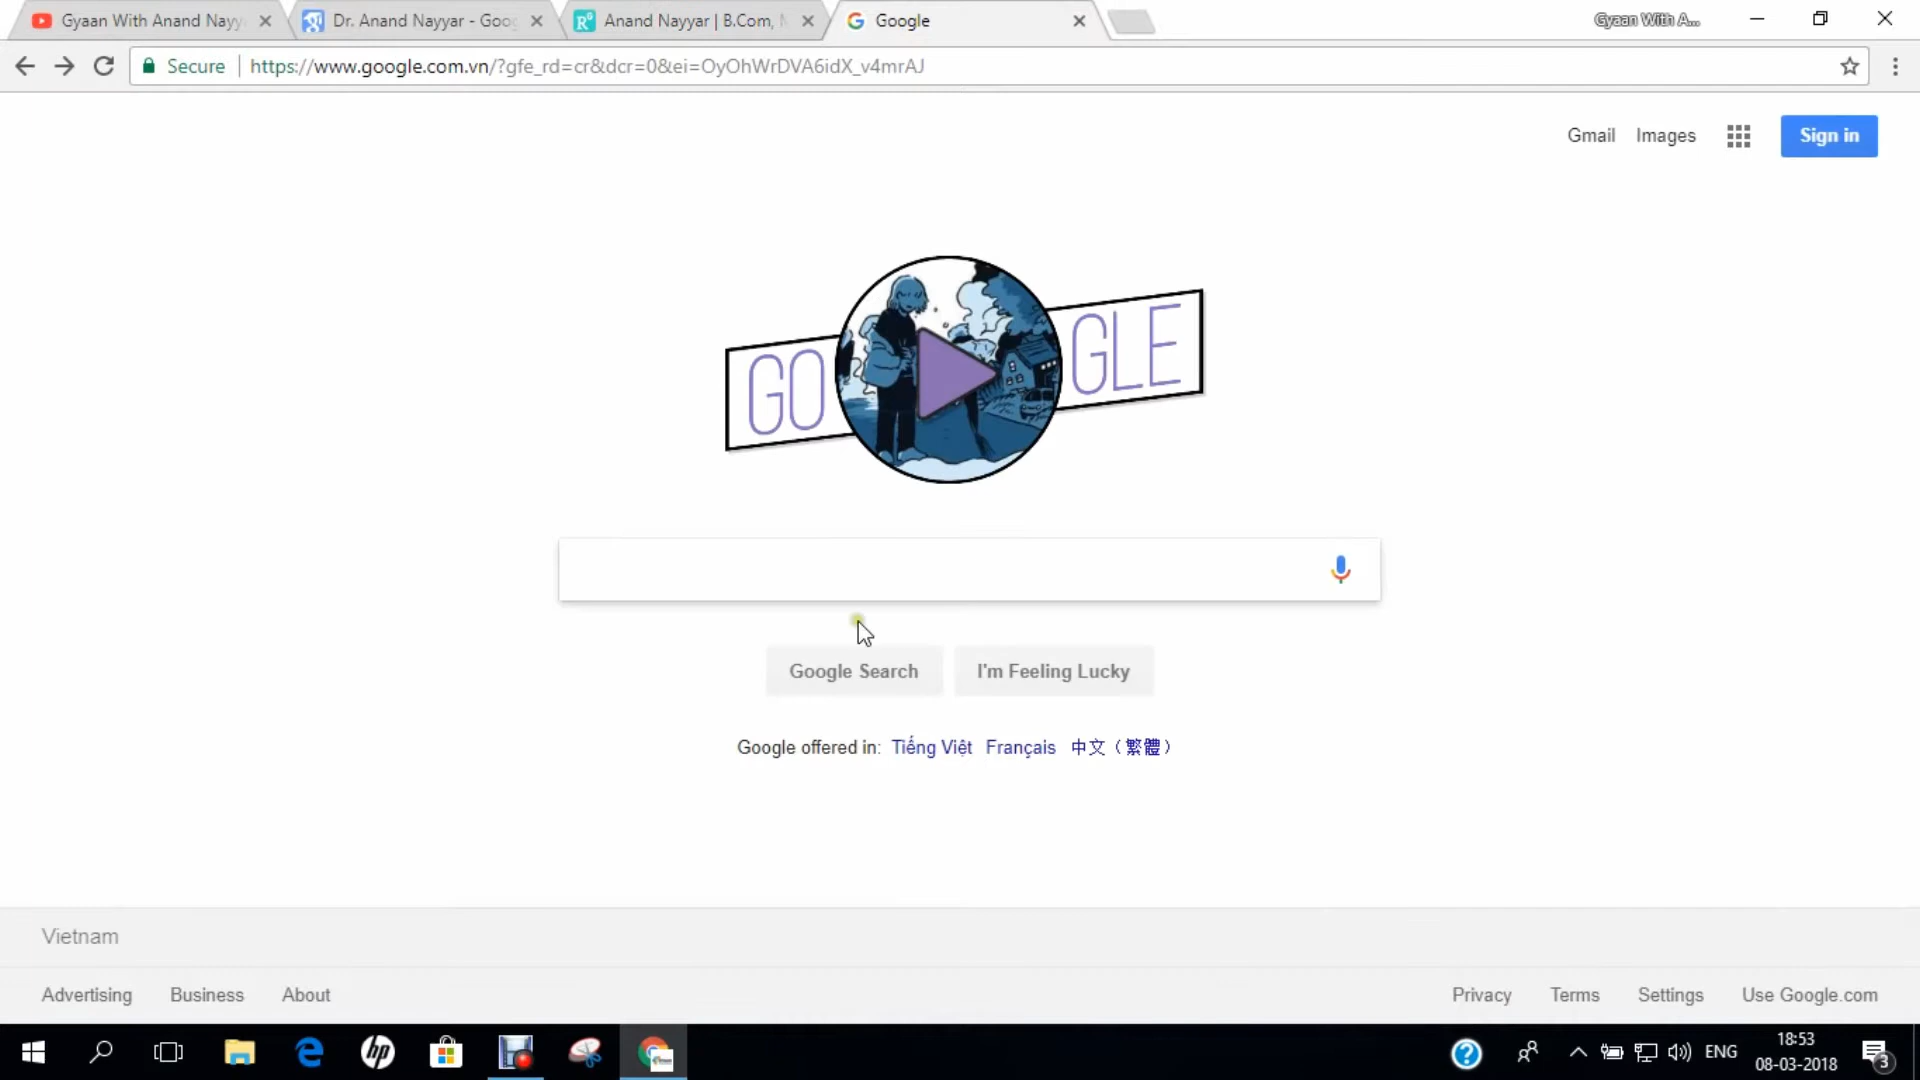 Gyaan With Anand Nayy
Dr. Anand Nayyar - Goo
Anand Nayyar | B.Com,
Google
Gyaan With A...
Secure
https://www.google.com.vn/?gfe_rd=cr&dcr=0&ei=OyOhWrDVA6idX_v4mrAJ
Gmail Images
Sign in
GO GLE
Google Search
I'm Feeling Lucky
Google offered in: Tiếng Việt Français 中文（繁體）
Vietnam
Advertising Business About
Privacy Terms Settings Use Google.com
hp
ENG
18:53
08-03-2018
3